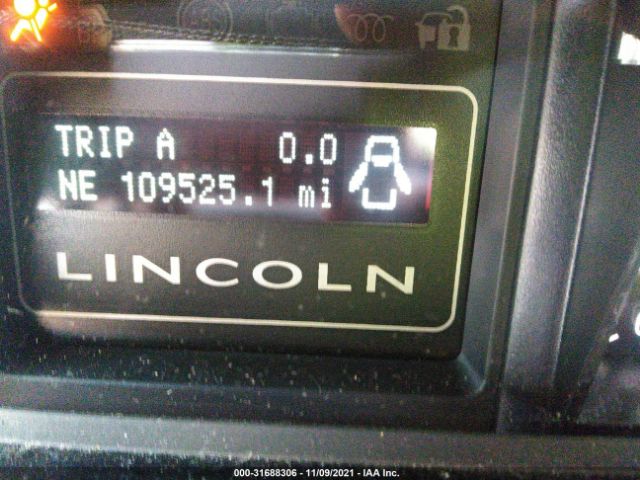 TRIP A 0.0
NE 109525.1 mi
LINCOLN
000-31688306 - 11/09/2021 - IAA Inc.